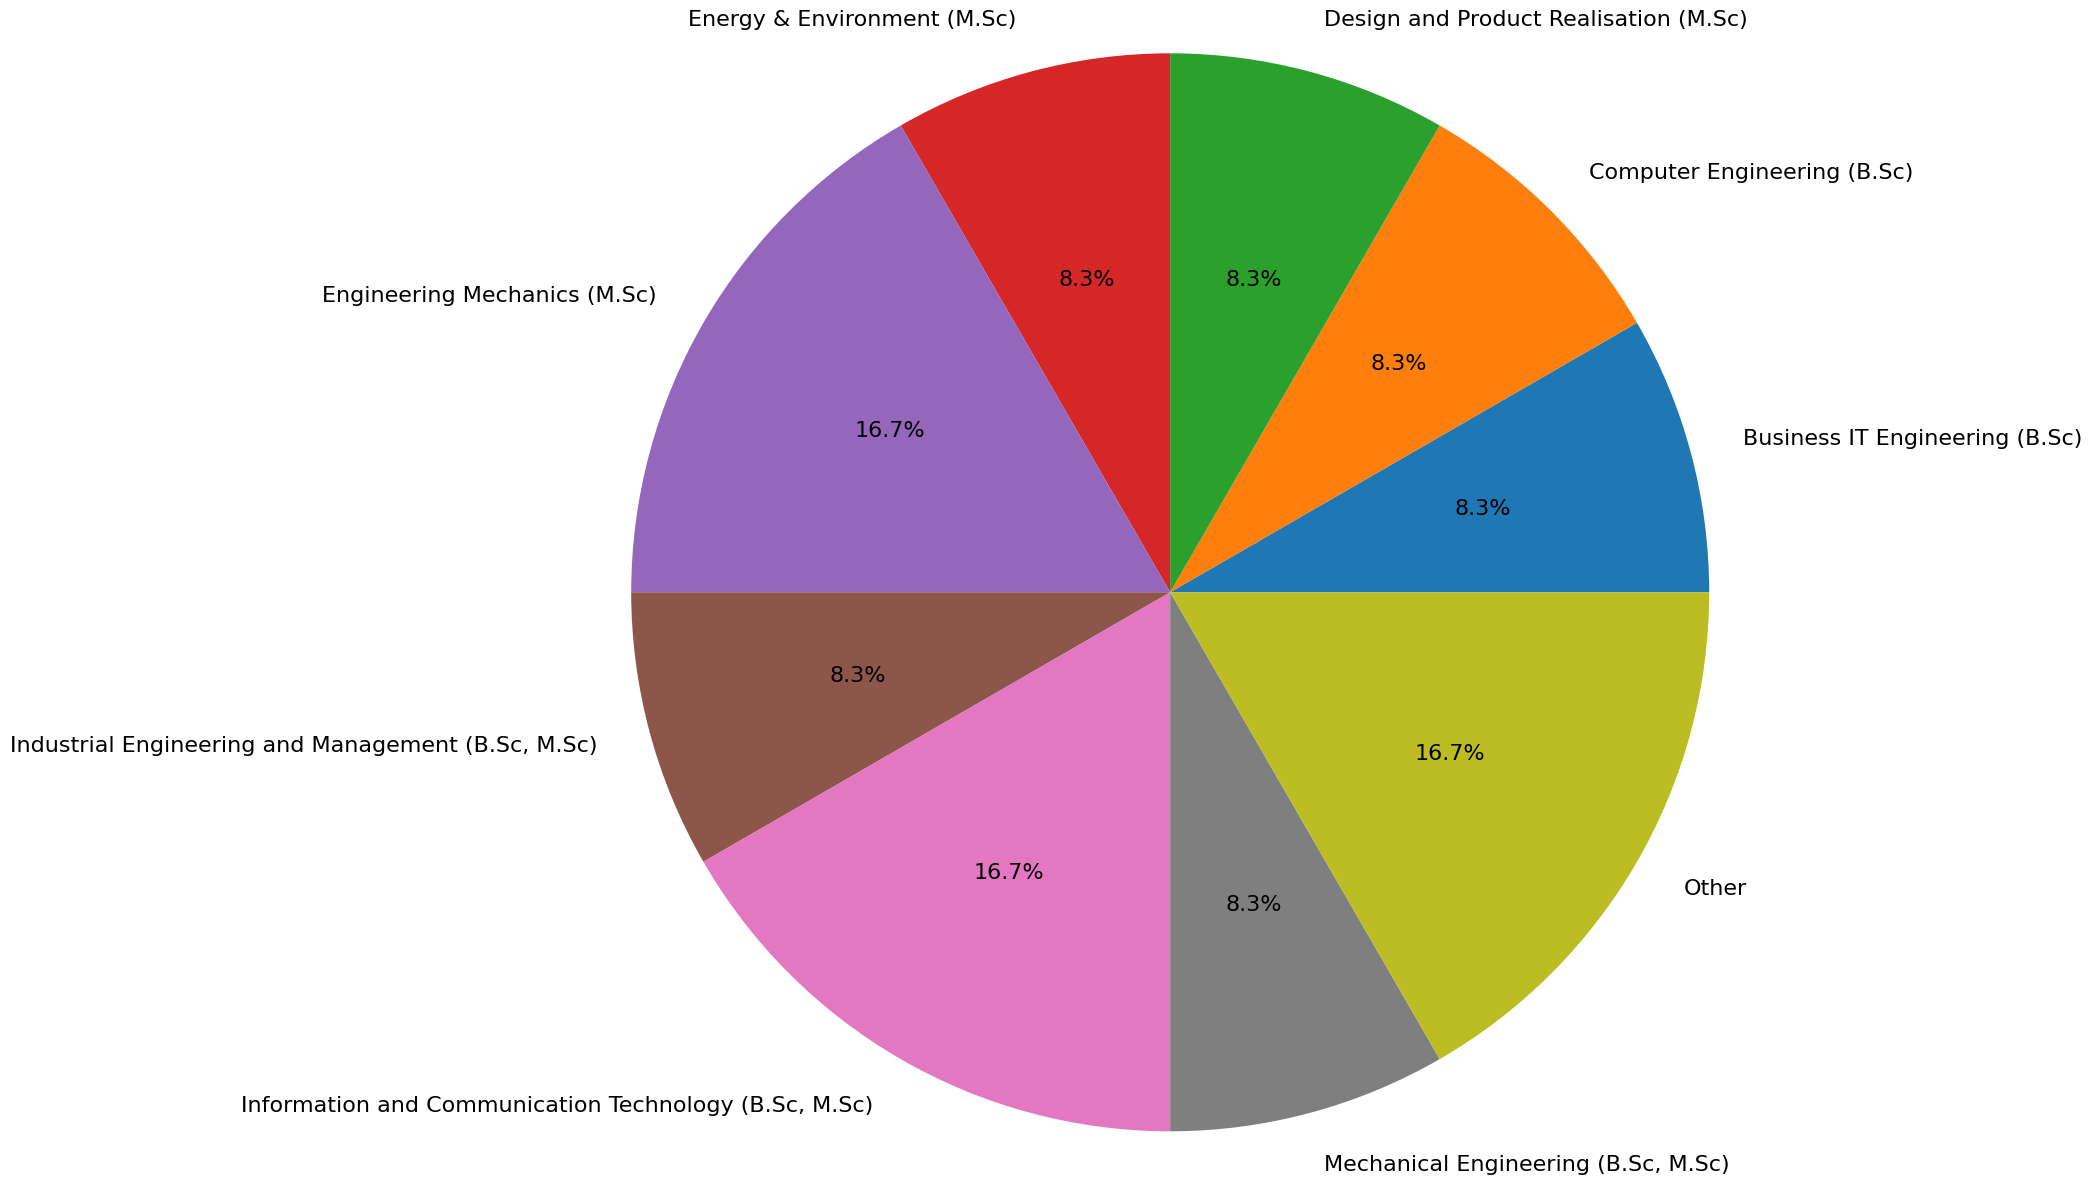 Energy & Environment (M.Sc)
Design and Product Realisation (M.Sc)
Computer Engineering (B.Sc)
8.3%
8.3%
Engineering Mechanics (M.Sc)
8.3%
16.7%
Business IT Engineering (B.Sc)
8.3%
8.3%
Industrial Engineering and Management (B.Sc, M.Sc)
16.7%
16.7%
Other
8.3%
Information and Communication Technology (B.Sc, M.Sc)
Mechanical Engineering (B.Sc, M.Sc)